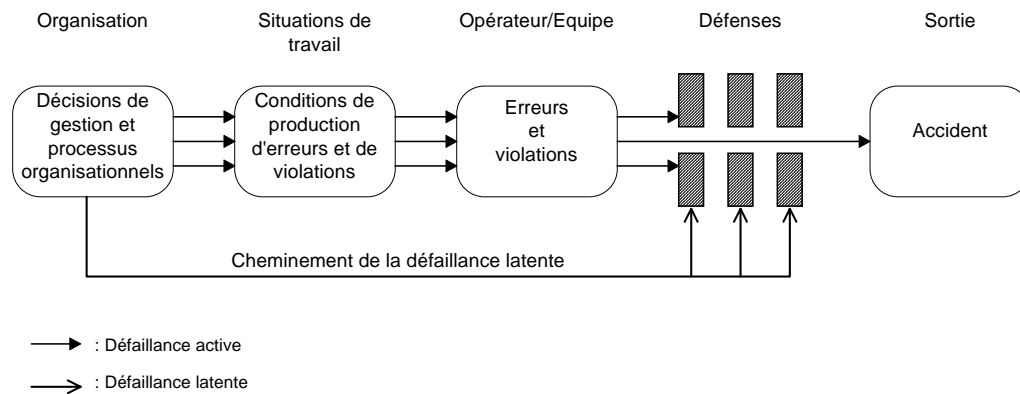 Organisation
Situations de
travail
Opérateur/Equipe
Défenses
Sortie
Décisions de
gestion et
processus
organisationnels
Conditions de
production
d'erreurs et de
violations
Erreurs
et
violations
Accident
Cheminement de la défaillance latente
: Défaillance active
: Défaillance latente